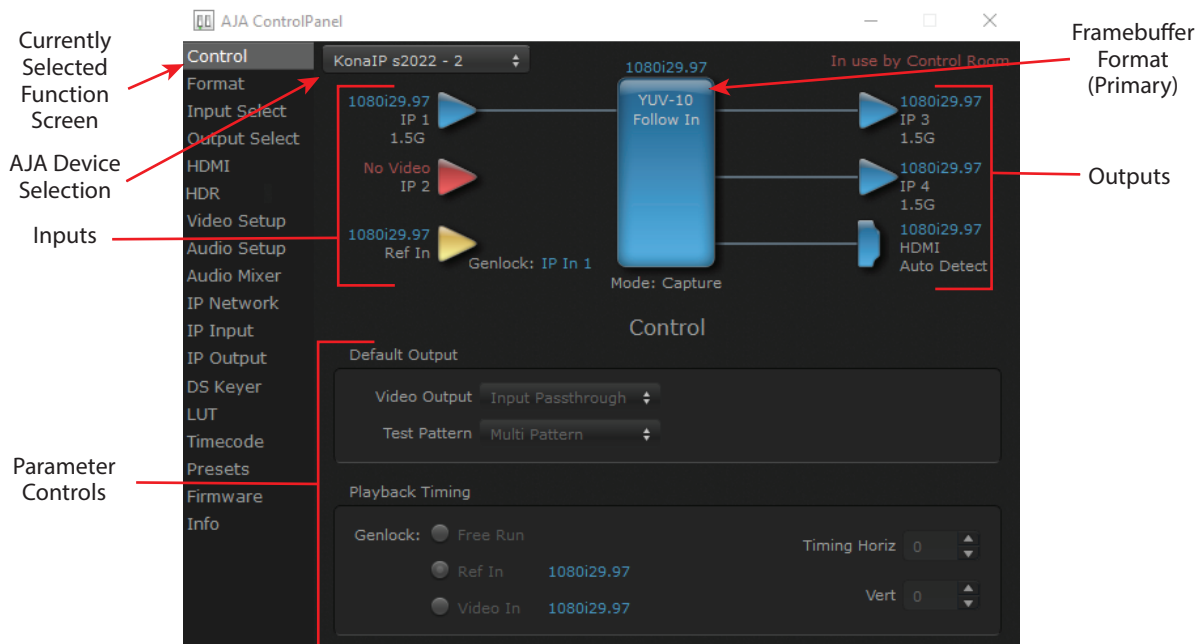 AJA ControlPanel
Currently
Selected
Function
Screen
AJA Device
Selection
Inputs
Parameter
Controls
Framebuffer
Format
(Primary)
Outputs
Control
Format
Input Select
Output Select
HDMI
HDR
Video Setup
Audio Setup
Audio Mixer
IP Network
IP Input
IP Output
DS Keyer
LUT
Timecode
Presets
Firmware
Info
KonaIP s2022 - 2
In use by Control Room
1080i29.97
IP 1
1.5G
No Video
IP 2
1080i29.97
Ref In
Genlock: IP In 1
1080i29.97
YUV-10
Follow In
Mode: Capture
1080i29.97
IP 3
1.5G
1080i29.97
IP 4
1.5G
1080i29.97
HDMI
Auto Detect
Control
Default Output
Video Output Input Passthrough
Test Pattern Multi Pattern
Playback Timing
Genlock: Free Run
Ref In 1080i29.97
Video In 1080i29.97
Timing Horiz 0
Vert 0